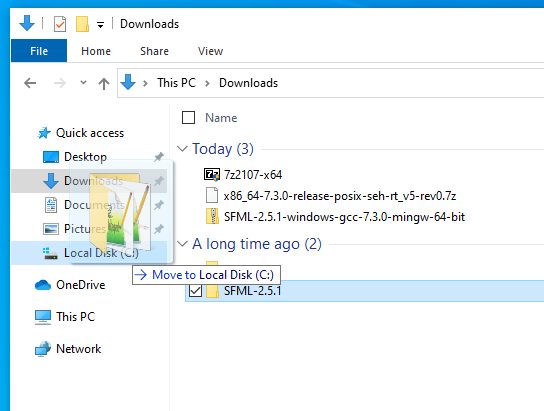 Downloads
File Home Share View
This PC Downloads
Name
Quick access
Today (3)
Desktop
7z2107-x64
Downloads
x86_64-7.3.0-release-posix-seh-rt_v5-rev0.7z
Documents
SFML-2.5.1-windows-gcc-7.3.0-mingw-64-bit
Pictures
A long time ago (2)
Local Disk (C:)
Move to Local Disk (C:)
OneDrive
SFML-2.5.1
This PC
Network